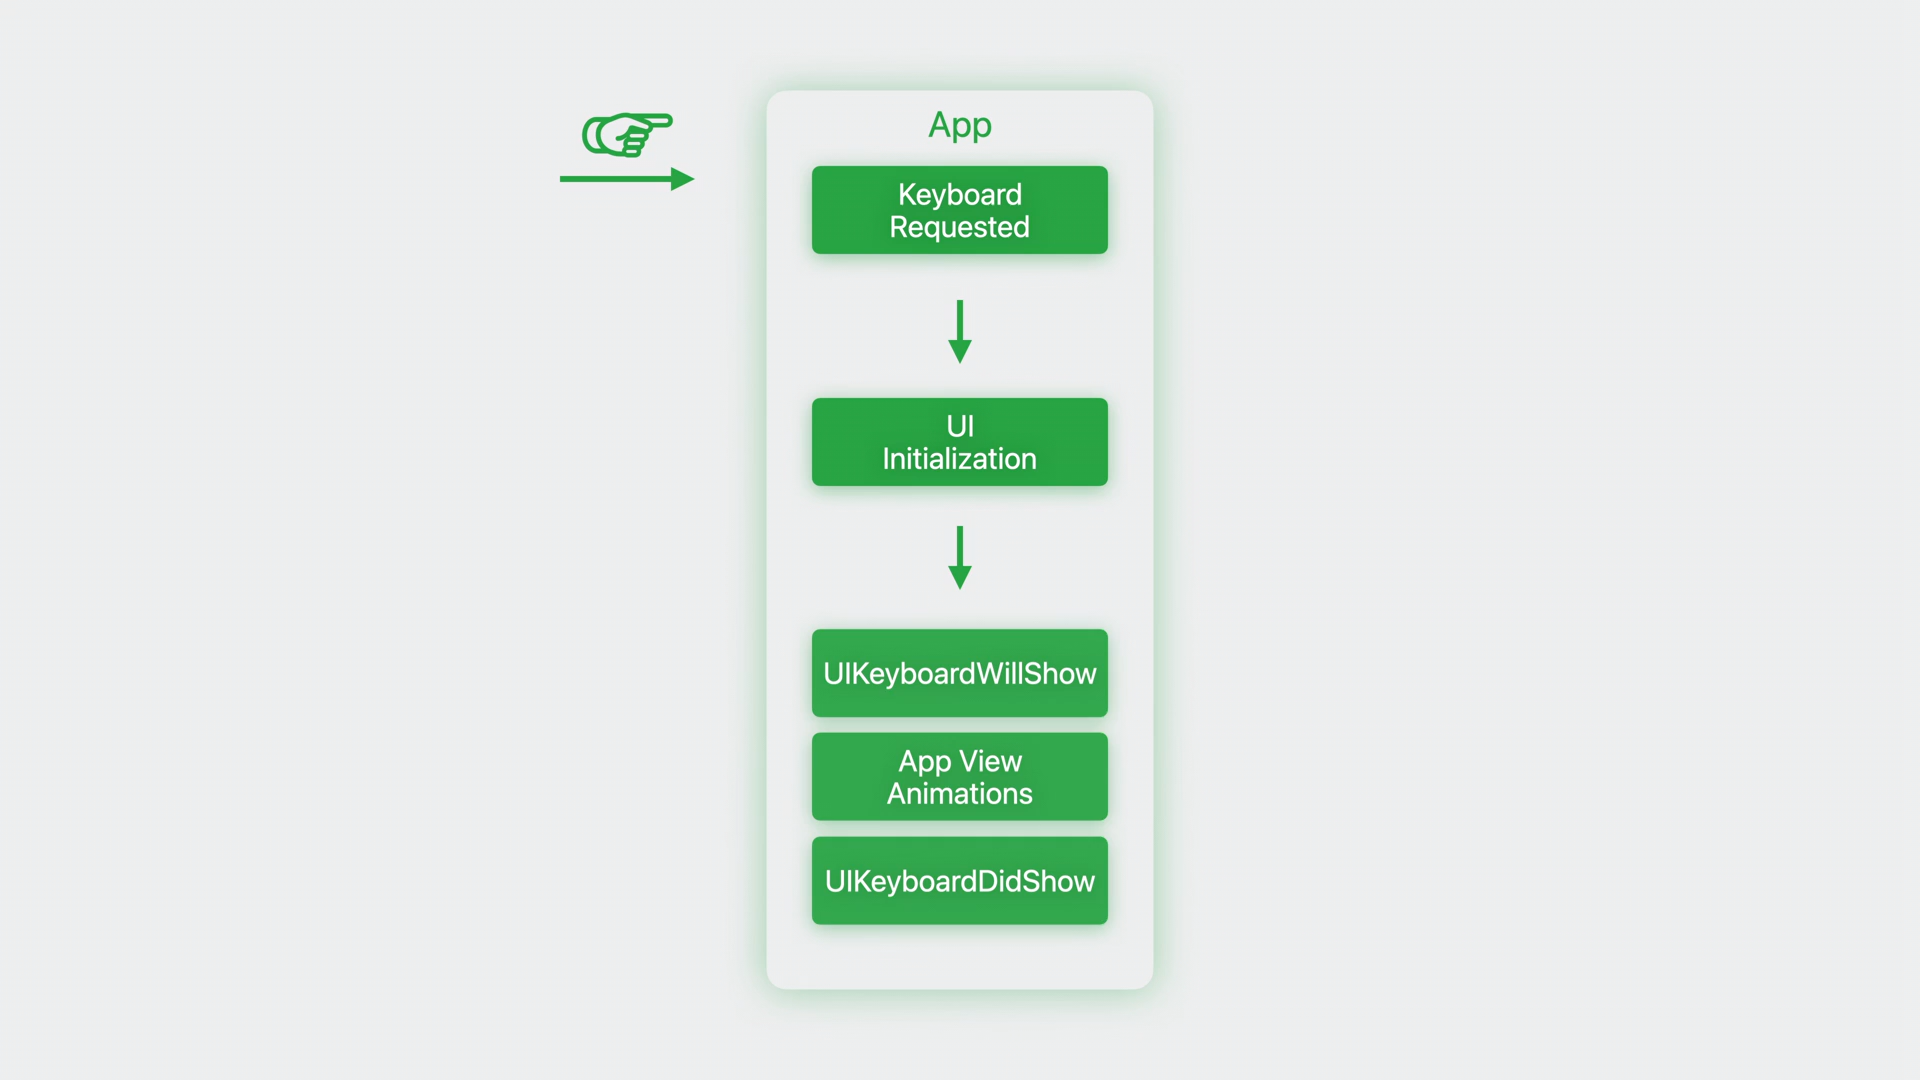 App
Keyboard
Requested
UI
Initialization
UIKeyboardWillShow
App View
Animations
UIKeyboardDidShow